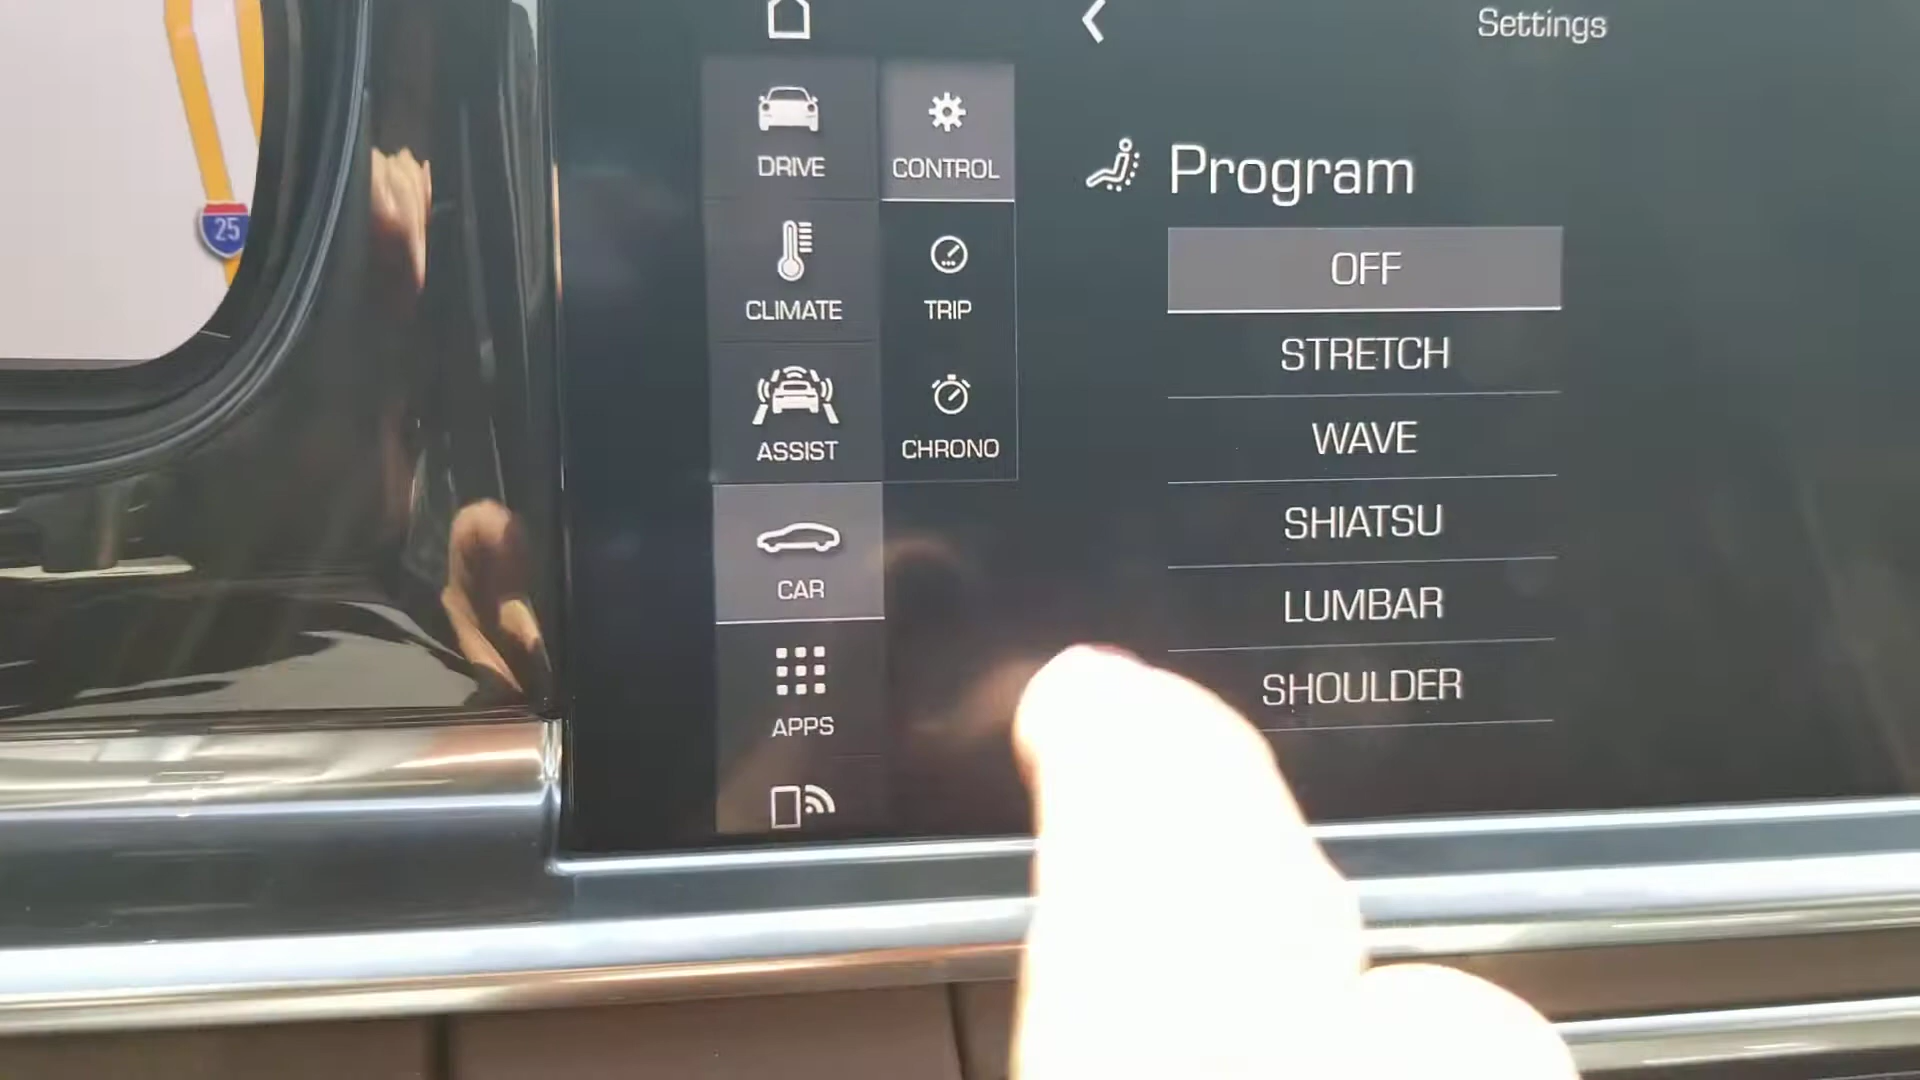 Settings
DRIVE
CONTROL
CLIMATE
TRIP
ASSIST
CHRONO
CAR
APPS
Program
OFF
STRETCH
WAVE
SHIATSU
LUMBAR
SHOULDER
25